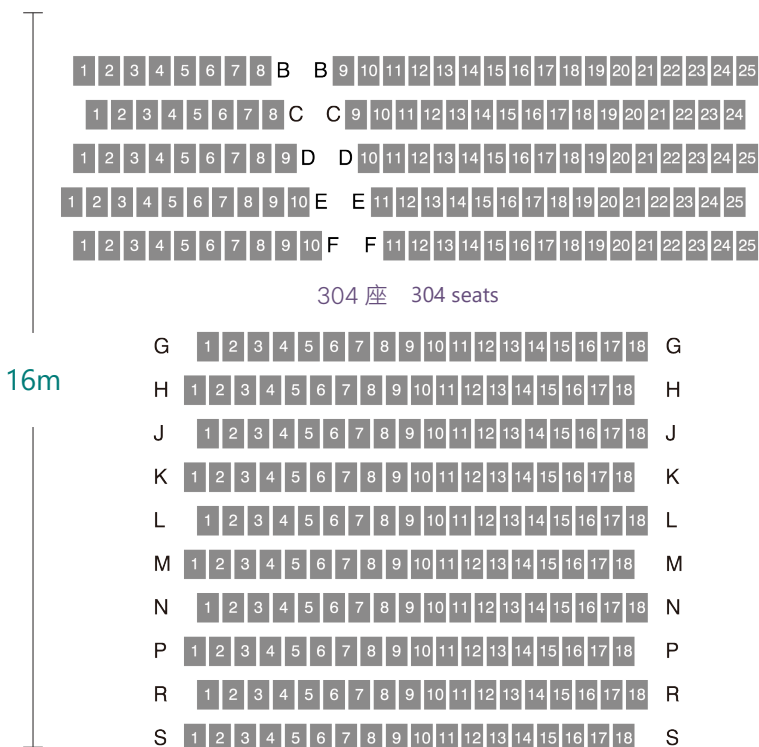 1 2 3 4 5 6 7 8 B B 9 10 11 12 13 14 15 16 17 18 19 20 21 22 23 24 25
1 2 3 4 5 6 7 8 C C 9 10 11 12 13 14 15 16 17 18 19 20 21 22 23 24
1 2 3 4 5 6 7 8 9 D D 10 11 12 13 14 15 16 17 18 19 20 21 22 23 24 25
1 2 3 4 5 6 7 8 9 10 E E 11 12 13 14 15 16 17 18 19 20 21 22 23 24 25
1 2 3 4 5 6 7 8 9 10 F F 11 12 13 14 15 16 17 18 19 20 21 22 23 24 25
304 座 304 seats
G 1 2 3 4 5 6 7 8 9 10 11 12 13 14 15 16 17 18 G
16m
H 1 2 3 4 5 6 7 8 9 10 11 12 13 14 15 16 17 18 H
J 1 2 3 4 5 6 7 8 9 10 11 12 13 14 15 16 17 18 J
K 1 2 3 4 5 6 7 8 9 10 11 12 13 14 15 16 17 18 K
L 1 2 3 4 5 6 7 8 9 10 11 12 13 14 15 16 17 18 L
M 1 2 3 4 5 6 7 8 9 10 11 12 13 14 15 16 17 18 M
N 1 2 3 4 5 6 7 8 9 10 11 12 13 14 15 16 17 18 N
P 1 2 3 4 5 6 7 8 9 10 11 12 13 14 15 16 17 18 P
R 1 2 3 4 5 6 7 8 9 10 11 12 13 14 15 16 17 18 R
S 1 2 3 4 5 6 7 8 9 10 11 12 13 14 15 16 17 18 S